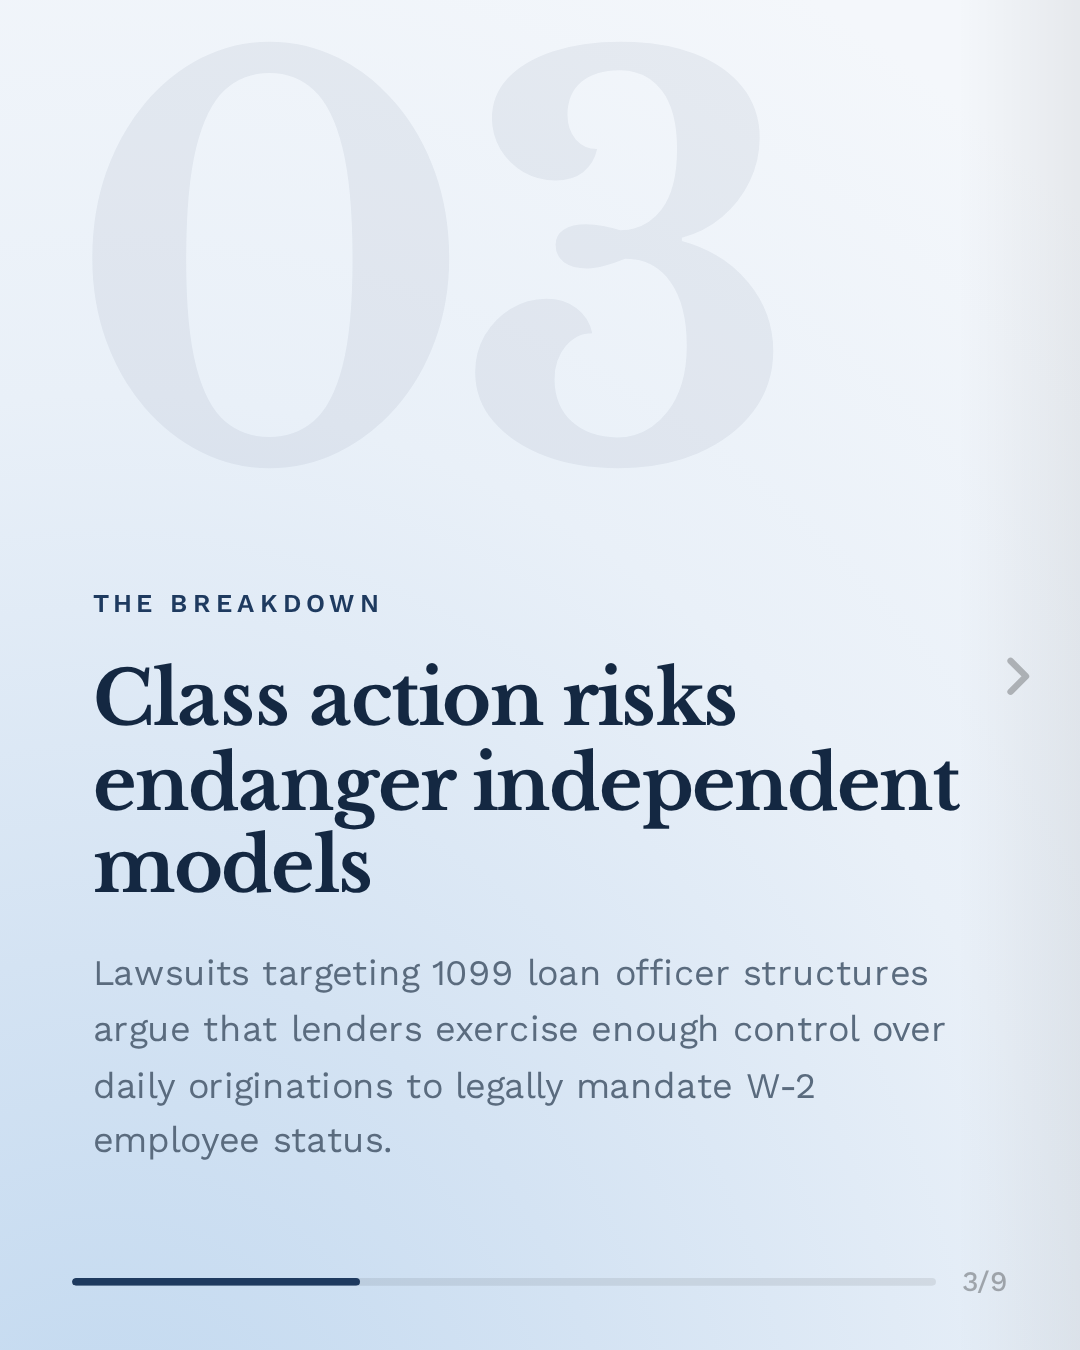 03
THE BREAKDOWN
Class action risks
endanger independent
models
Lawsuits targeting 1099 loan officer structures
argue that lenders exercise enough control over
daily originations to legally mandate W-2
employee status.
3/9